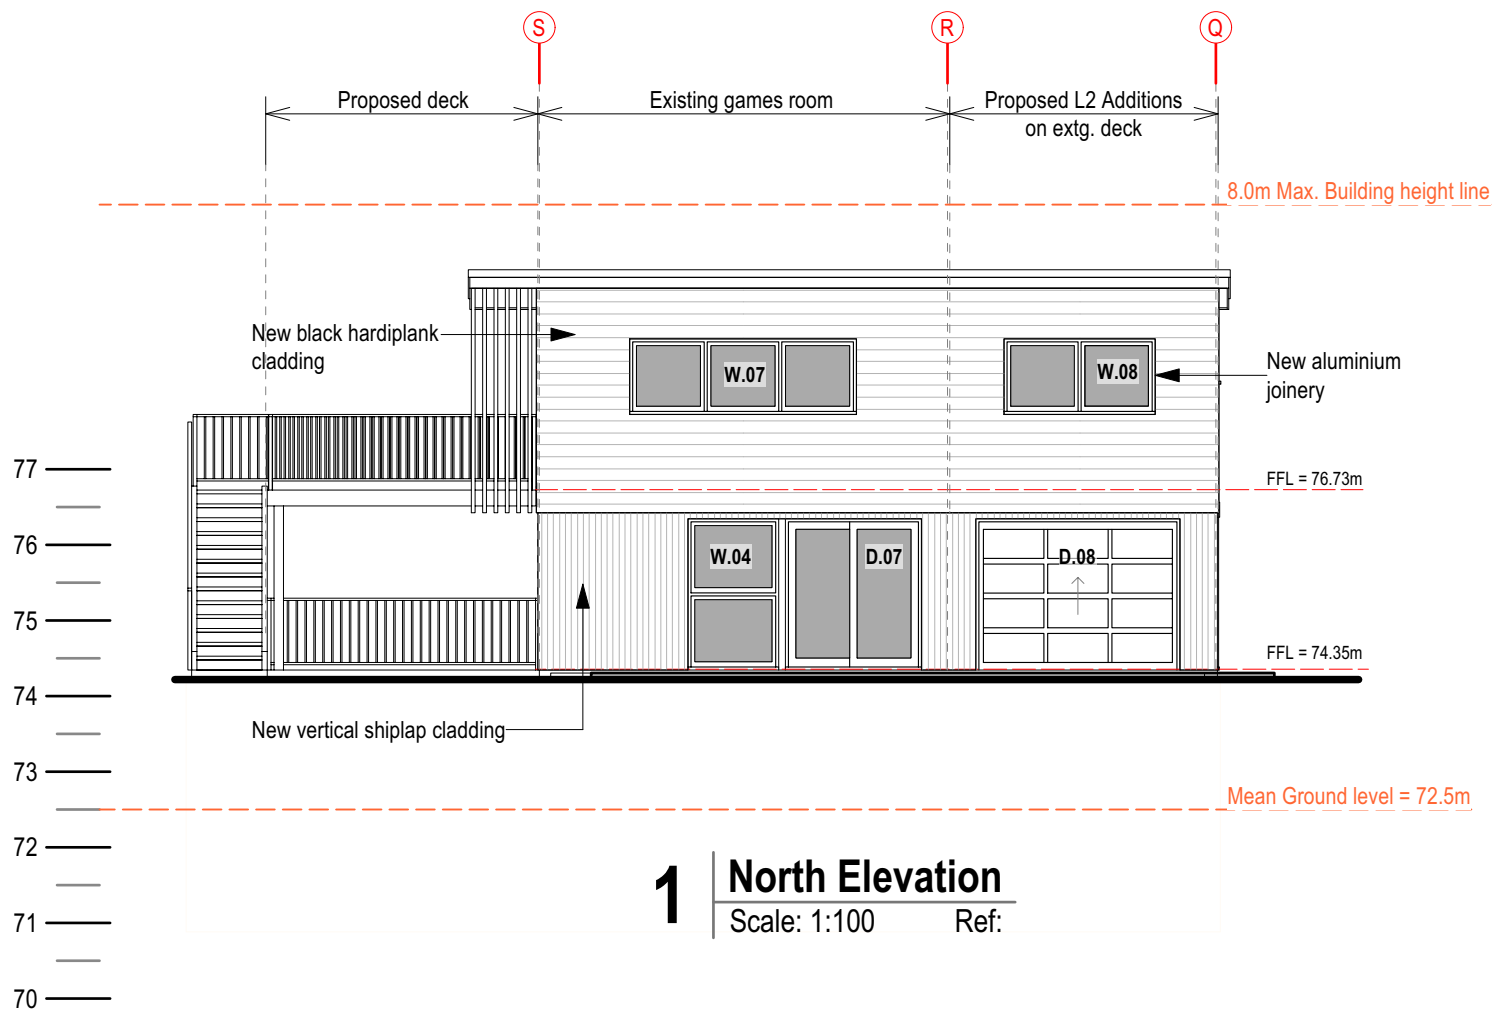 S
R
Q
Proposed deck
Existing games room
Proposed L2 Additions
on extg. deck
8.0m Max. Building height line
New black hardiplank
cladding
W.07
W.08
New aluminium
joinery
77
FFL = 76.73m
76
W.04
D.07
D.08
75
FFL = 74.35m
74
New vertical shiplap cladding
73
Mean Ground level = 72.5m
72
1
North Elevation
Scale: 1:100
Ref:
71
70